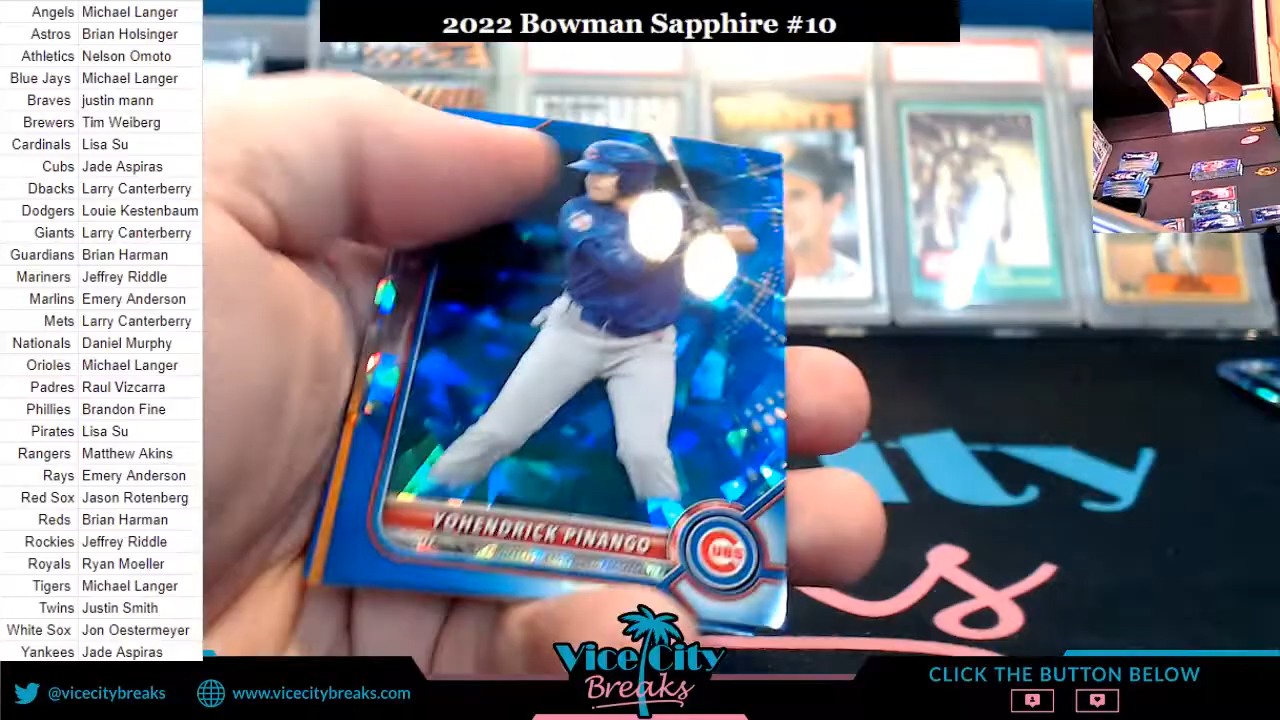 2022 Bowman Sapphire #10
Angels Michael Langer
Astros Brian Holsinger
Athletics Nelson Omoto
Blue Jays Michael Langer
Braves justin mann
Brewers Tim Weiberg
Cardinals Lisa Su
Cubs Jade Aspiras
Dbacks Larry Canterberry
Dodgers Louie Kestenbaum
Giants Larry Canterberry
Guardians Brian Harman
Mariners Jeffrey Riddle
Marlins Emery Anderson
Mets Larry Canterberry
Nationals Daniel Murphy
Orioles Michael Langer
Padres Raul Vizcarra
Phillies Brandon Fine
Pirates Lisa Su
Rangers Matthew Akins
Rays Emery Anderson
Red Sox Jason Rotenberg
Reds Brian Harman
Rockies Jeffrey Riddle
Royals Ryan Moeller
Tigers Michael Langer
Twins Justin Smith
White Sox Jon Oestermeyer
Yankees Jade Aspiras
YOHENDRICK PINANGO
CUBS
Vice City
Breaks
@vicecitybreaks
www.vicecitybreaks.com
CLICK THE BUTTON BELOW